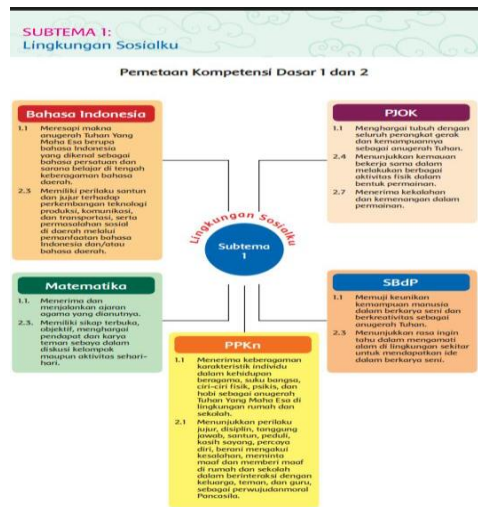 SUBTEMA 1:
Lingkungan Sosialku
Pemetaan Kompetensi Dasar 1 dan 2
Bahasa Indonesia
1.1 Meresapi makna
anugerah Tuhan Yang
Maha Esa berupa
bahasa Indonesia
yang dikenal sebagai
bahasa persatuan dan
sarana belajar di tengah
keberagaman bahasa
daerah.
2.3 Memiliki perilaku santun
dan jujur terhadap
perkembangan teknologi
produksi, komunikasi,
dan transportasi, serta
permasalahan sosial
di daerah melalui
pemanfaatan bahasa
Indonesia dan/atau
bahasa daerah.
PJOK
1.1 Menghargai tubuh dengan
seluruh perangkat gerak
dan kemampuannya
sebagai anugerah Tuhan.
2.4 Menunjukkan kemauan
bekerja sama dalam
melakukan berbagai
aktivitas fisik dalam
bentuk permainan.
2.7 Menerima kekalahan
dan kemenangan dalam
permainan.
Lingkungan Sosialku
Subtema
1
Matematika
1.1. Menerima dan
menjalankan ajaran
agama yang dianutnya.
2.3. Memiliki sikap terbuka,
objektif, menghargai
pendapat dan karya
teman sebaya dalam
diskusi kelompok
maupun aktivitas sehari-
hari.
SBdP
1.1 Memuji keunikan
kemampuan manusia
dalam berkarya seni dan
berkreativitas sebagai
anugerah Tuhan.
2.3 Menunjukkan rasa ingin
tahu dalam mengamati
alam di lingkungan sekitar
untuk mendapatkan ide
dalam berkarya seni.
PPKn
1.1 Menerima keberagaman
karakteristik individu
dalam kehidupan
beragama, suku bangsa,
ciri-ciri fisik, psikis, dan
hobi sebagai anugerah
Tuhan Yang Maha Esa di
lingkungan rumah dan
sekolah.
2.1 Menunjukkan perilaku
jujur, disiplin, tanggung
jawab, santun, peduli,
kasih sayang, percaya
diri, berani mengakui
kesalahan, meminta
maaf dan memberi maaf
di rumah dan sekolah
dalam berinteraksi dengan
keluarga, teman, dan guru,
sebagai perwujudanmoral
Pancasila.